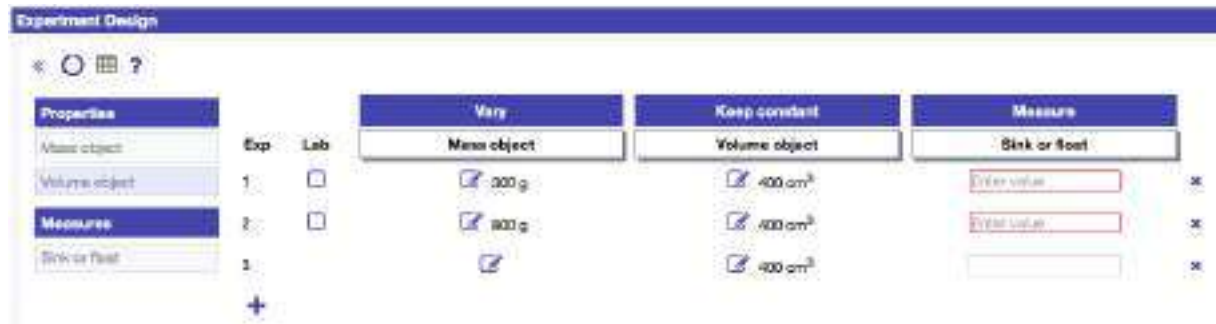 Experiment Design
« ?
Properties Vary Keep constant Measure
Mass object Exp Lab Mass object Volume object Sink or float
Volume object 1 300 g 400 cm³ Enter value ×
Measures 2 800 g 400 cm³ Enter value ×
Sink or float 3 400 cm³ ×
+